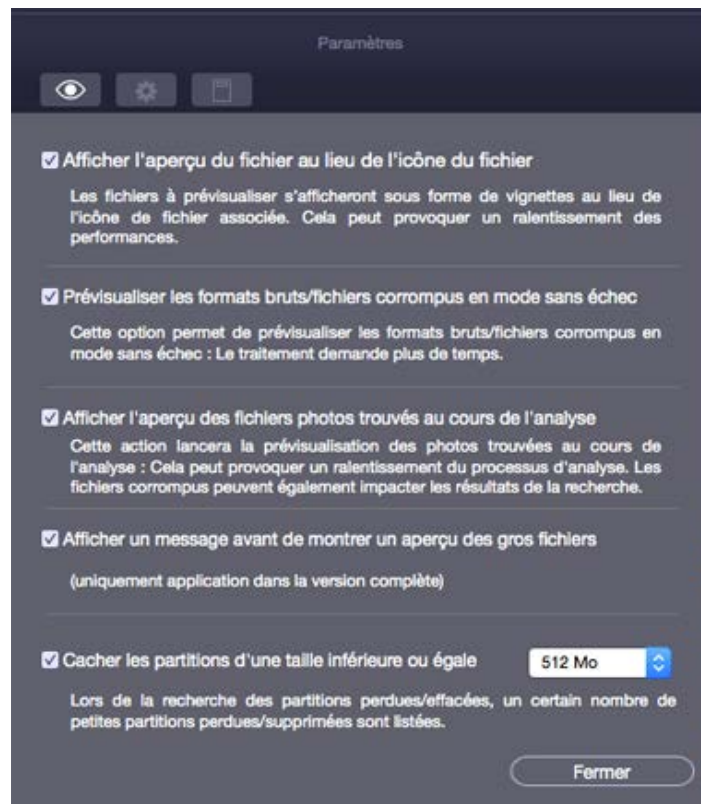 Paramètres
Afficher l'aperçu du fichier au lieu de l'icône du fichier
Les fichiers à prévisualiser s'afficheront sous forme de vignettes au lieu de
l'icône de fichier associée. Cela peut provoquer un ralentissement des
performances.
Prévisualiser les formats bruts/fichiers corrompus en mode sans échec
Cette option permet de prévisualiser les formats bruts/fichiers corrompus en
mode sans échec : Le traitement demande plus de temps.
Afficher l'aperçu des fichiers photos trouvés au cours de l'analyse
Cette action lancera la prévisualisation des photos trouvées au cours de
l'analyse : Cela peut provoquer un ralentissement du processus d'analyse. Les
fichiers corrompus peuvent également impacter les résultats de la recherche.
Afficher un message avant de montrer un aperçu des gros fichiers
(uniquement application dans la version complète)
Cacher les partitions d'une taille inférieure ou égale 512 Mo
Lors de la recherche des partitions perdues/effacées, un certain nombre de
petites partitions perdues/supprimées sont listées.
Fermer